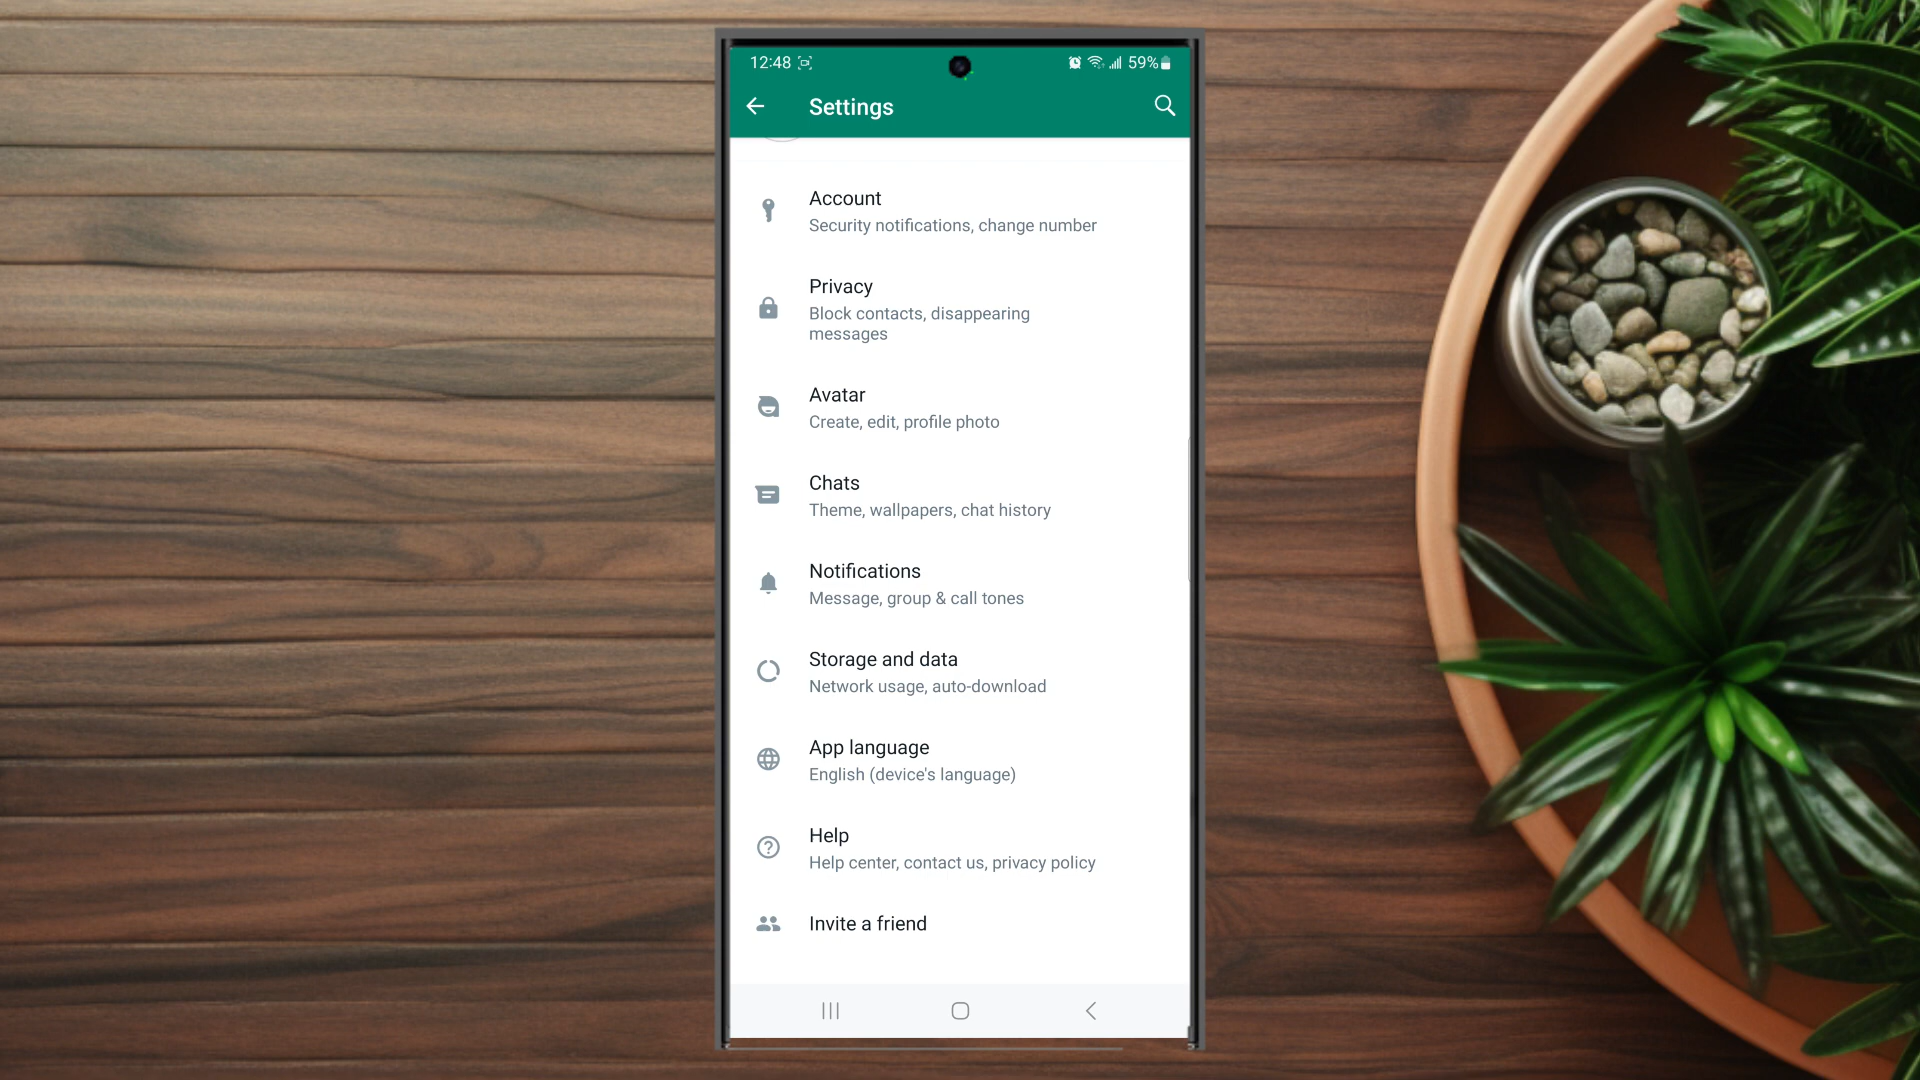 12:48 59%
Settings
Account
Security notifications, change number
Privacy
Block contacts, disappearing
messages
Avatar
Create, edit, profile photo
Chats
Theme, wallpapers, chat history
Notifications
Message, group & call tones
Storage and data
Network usage, auto-download
App language
English (device's language)
Help
Help center, contact us, privacy policy
Invite a friend